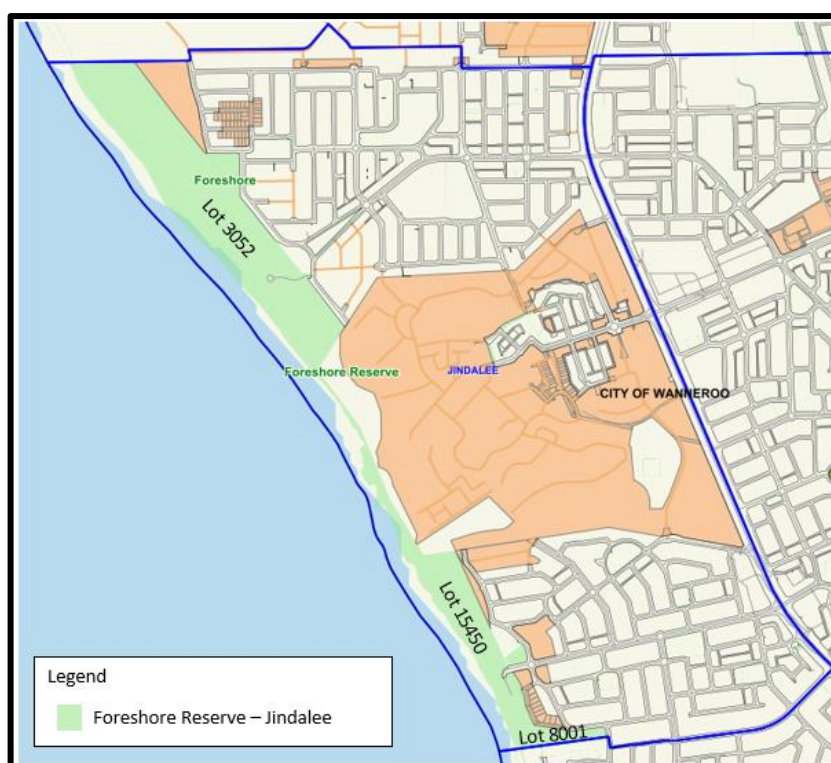 Foreshore
Lot 3052
Foreshore Reserve
JINDALEE
CITY OF WANNEROO
Lot 15450
Lot 8001
Legend
Foreshore Reserve – Jindalee